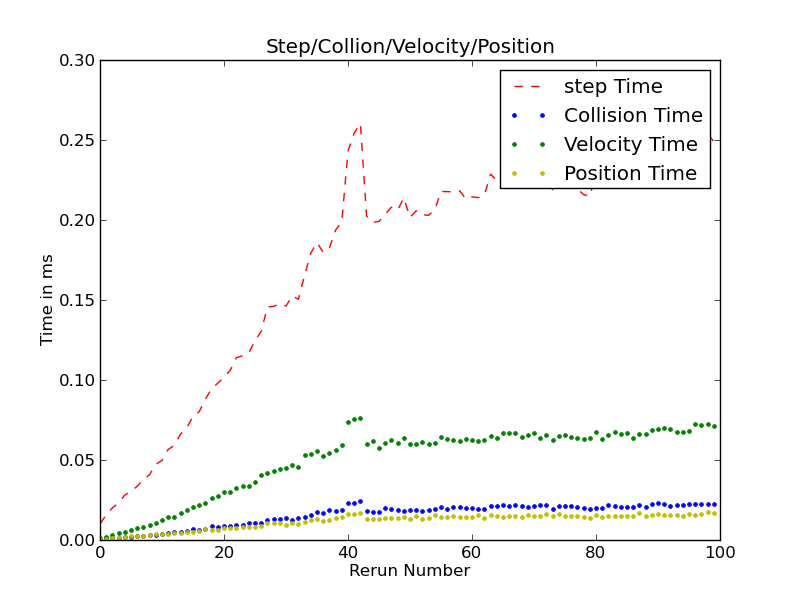 Step/Collion/Velocity/Position
0.30
0.25
0.20
0.15
0.10
0.05
0.00
Time in ms
step Time
Collision Time
Velocity Time
Position Time
0 20 40 60 80 100
Rerun Number